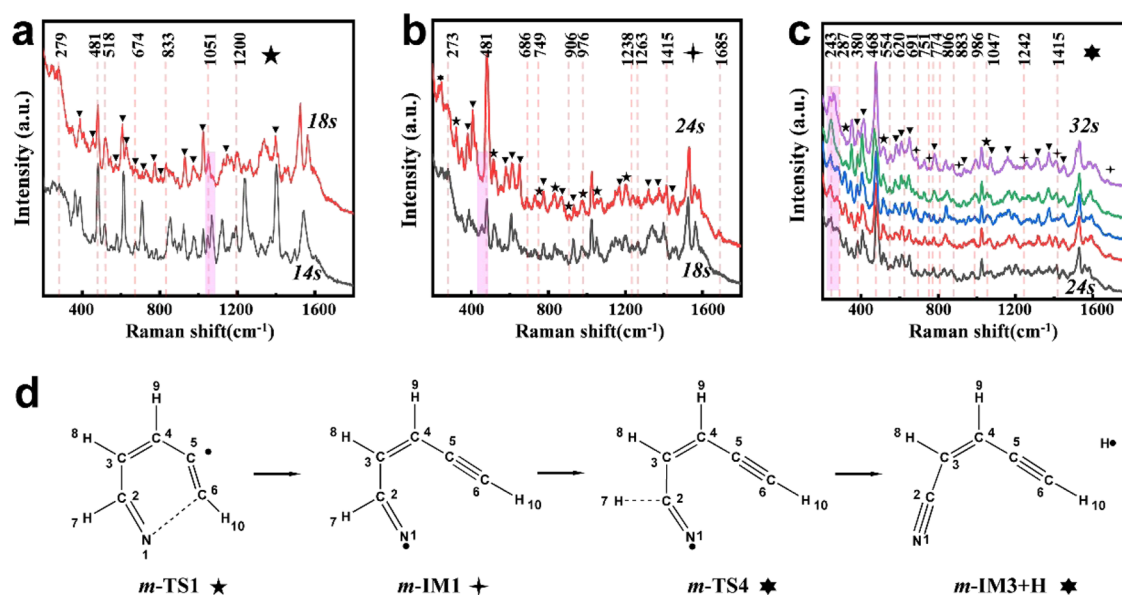 a
279 481 518 674 833 1051 1200
18s
14s
Intensity (a.u.)
400 800 1200 1600
Raman shift(cm⁻¹)
b
273 481 686 749 906 976 1238 1263 1415 1685
24s
18s
Intensity (a.u.)
400 800 1200 1600
Raman shift(cm⁻¹)
c
243 287 380 468 554 620 691 751 774 806 883 986 1047 1242 1415
32s
24s
Intensity (a.u.)
400 800 1200 1600
Raman shift(cm⁻¹)
d
9
H
8 H 4 5
C C •
3 C C 6
2 C H
7 H N 10
1
m-TS1
9
H
8 H C 4 5
3 C C
2 C C
6 H 10
7 H N 1
•
m-IM1
9
H
8 H C 4 5
3 C C
7 H C 2 C
6 H 10
N 1
•
m-TS4
9
H
8 H C 4 5
3 C C
2 C C
6 H 10
N 1
H•
m-IM3+H